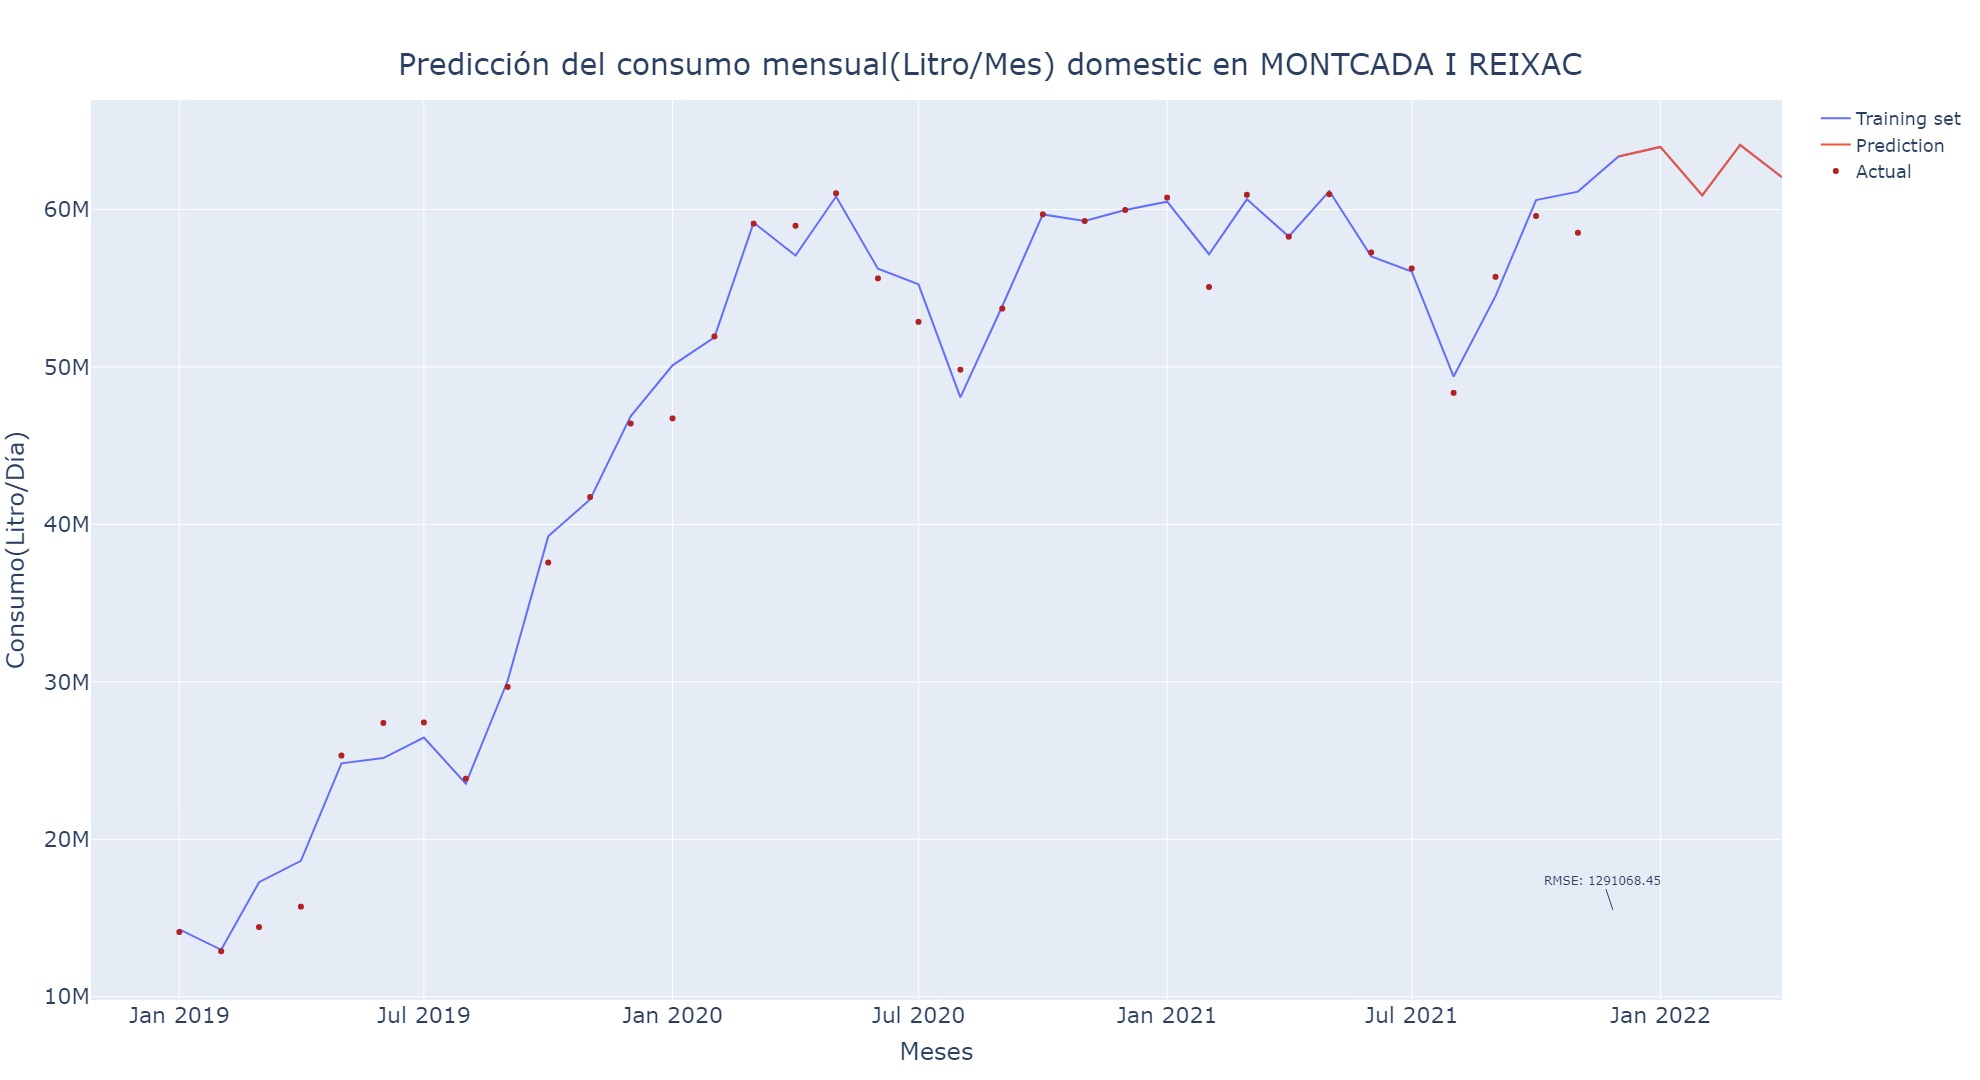 Predicción del consumo mensual(Litro/Mes) domestic en MONTCADA I REIXAC
Training set
Prediction
Actual
60M
50M
40M
30M
20M
10M
Consumo(Litro/Día)
RMSE: 1291068.45
Jan 2019
Jul 2019
Jan 2020
Jul 2020
Jan 2021
Jul 2021
Jan 2022
Meses